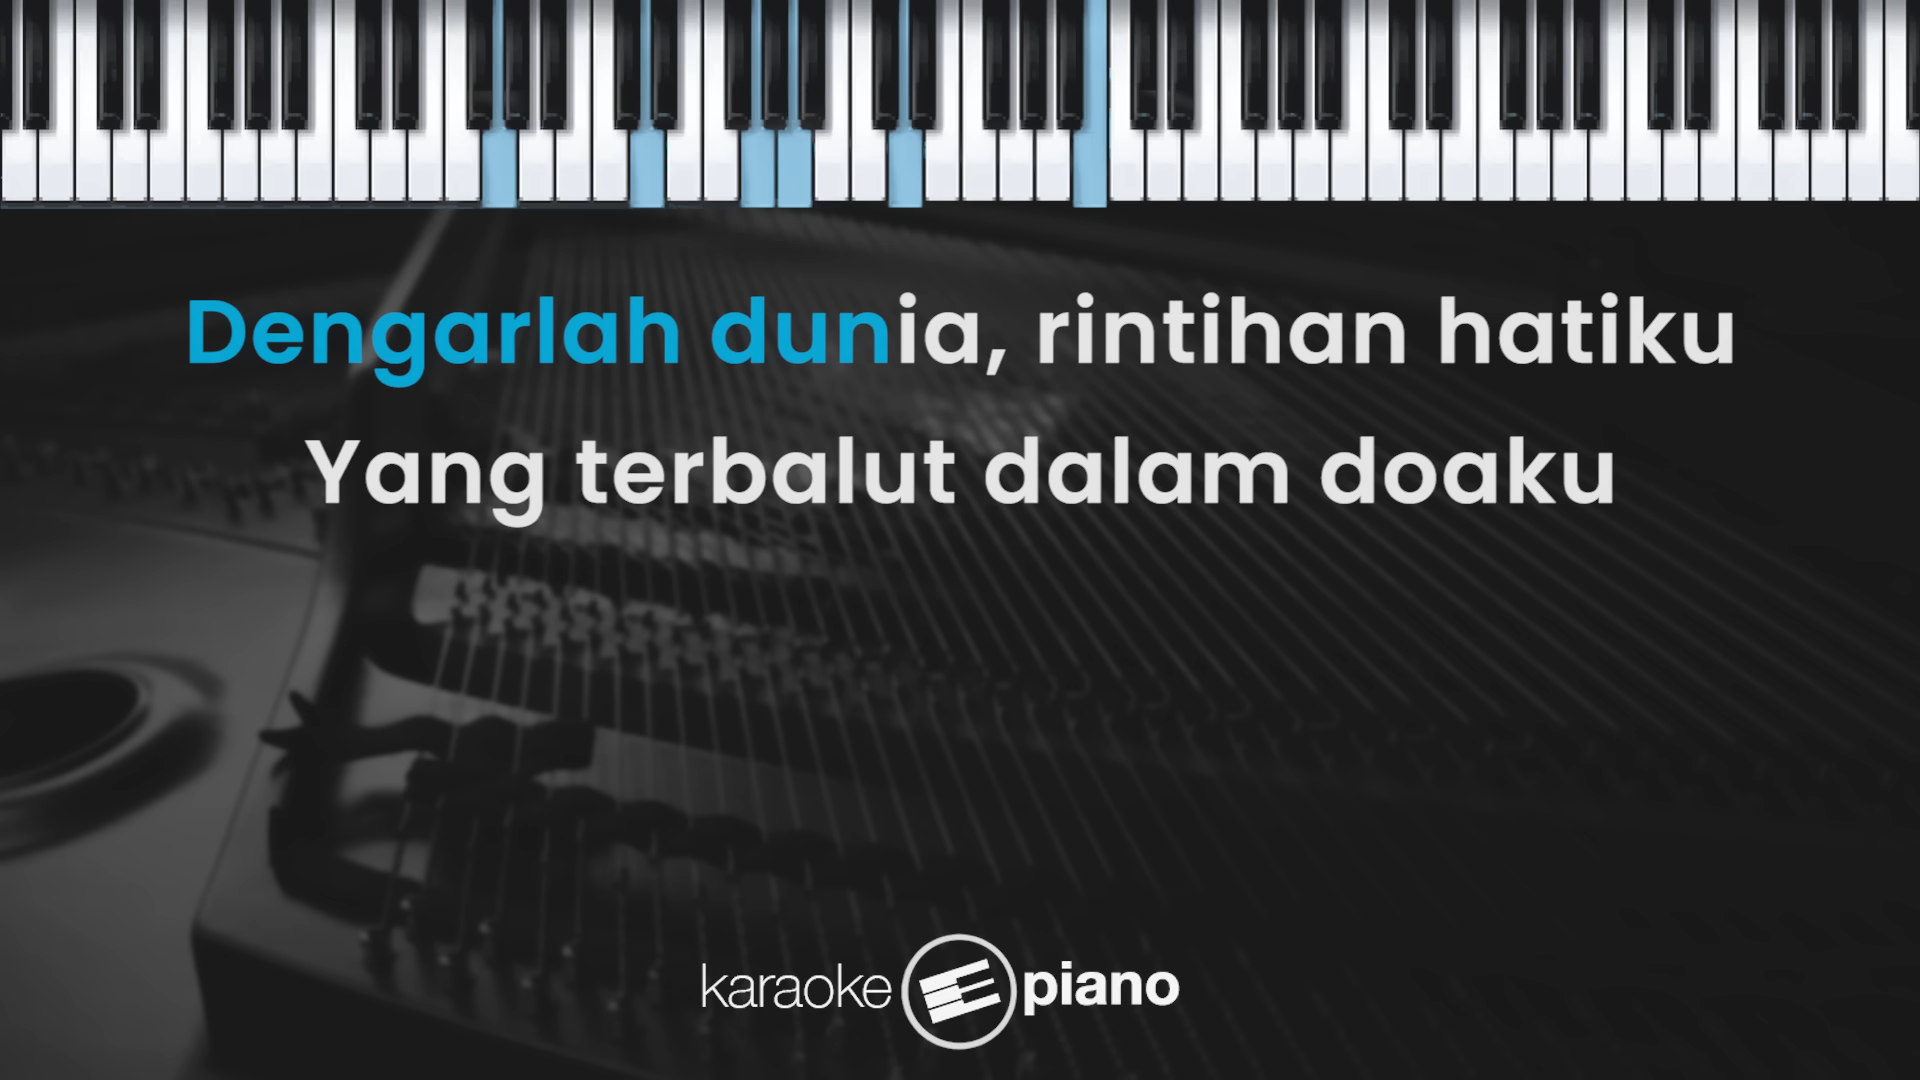 Dengarlah dunia, rintihan hatiku
Yang terbalut dalam doaku
karaoke piano